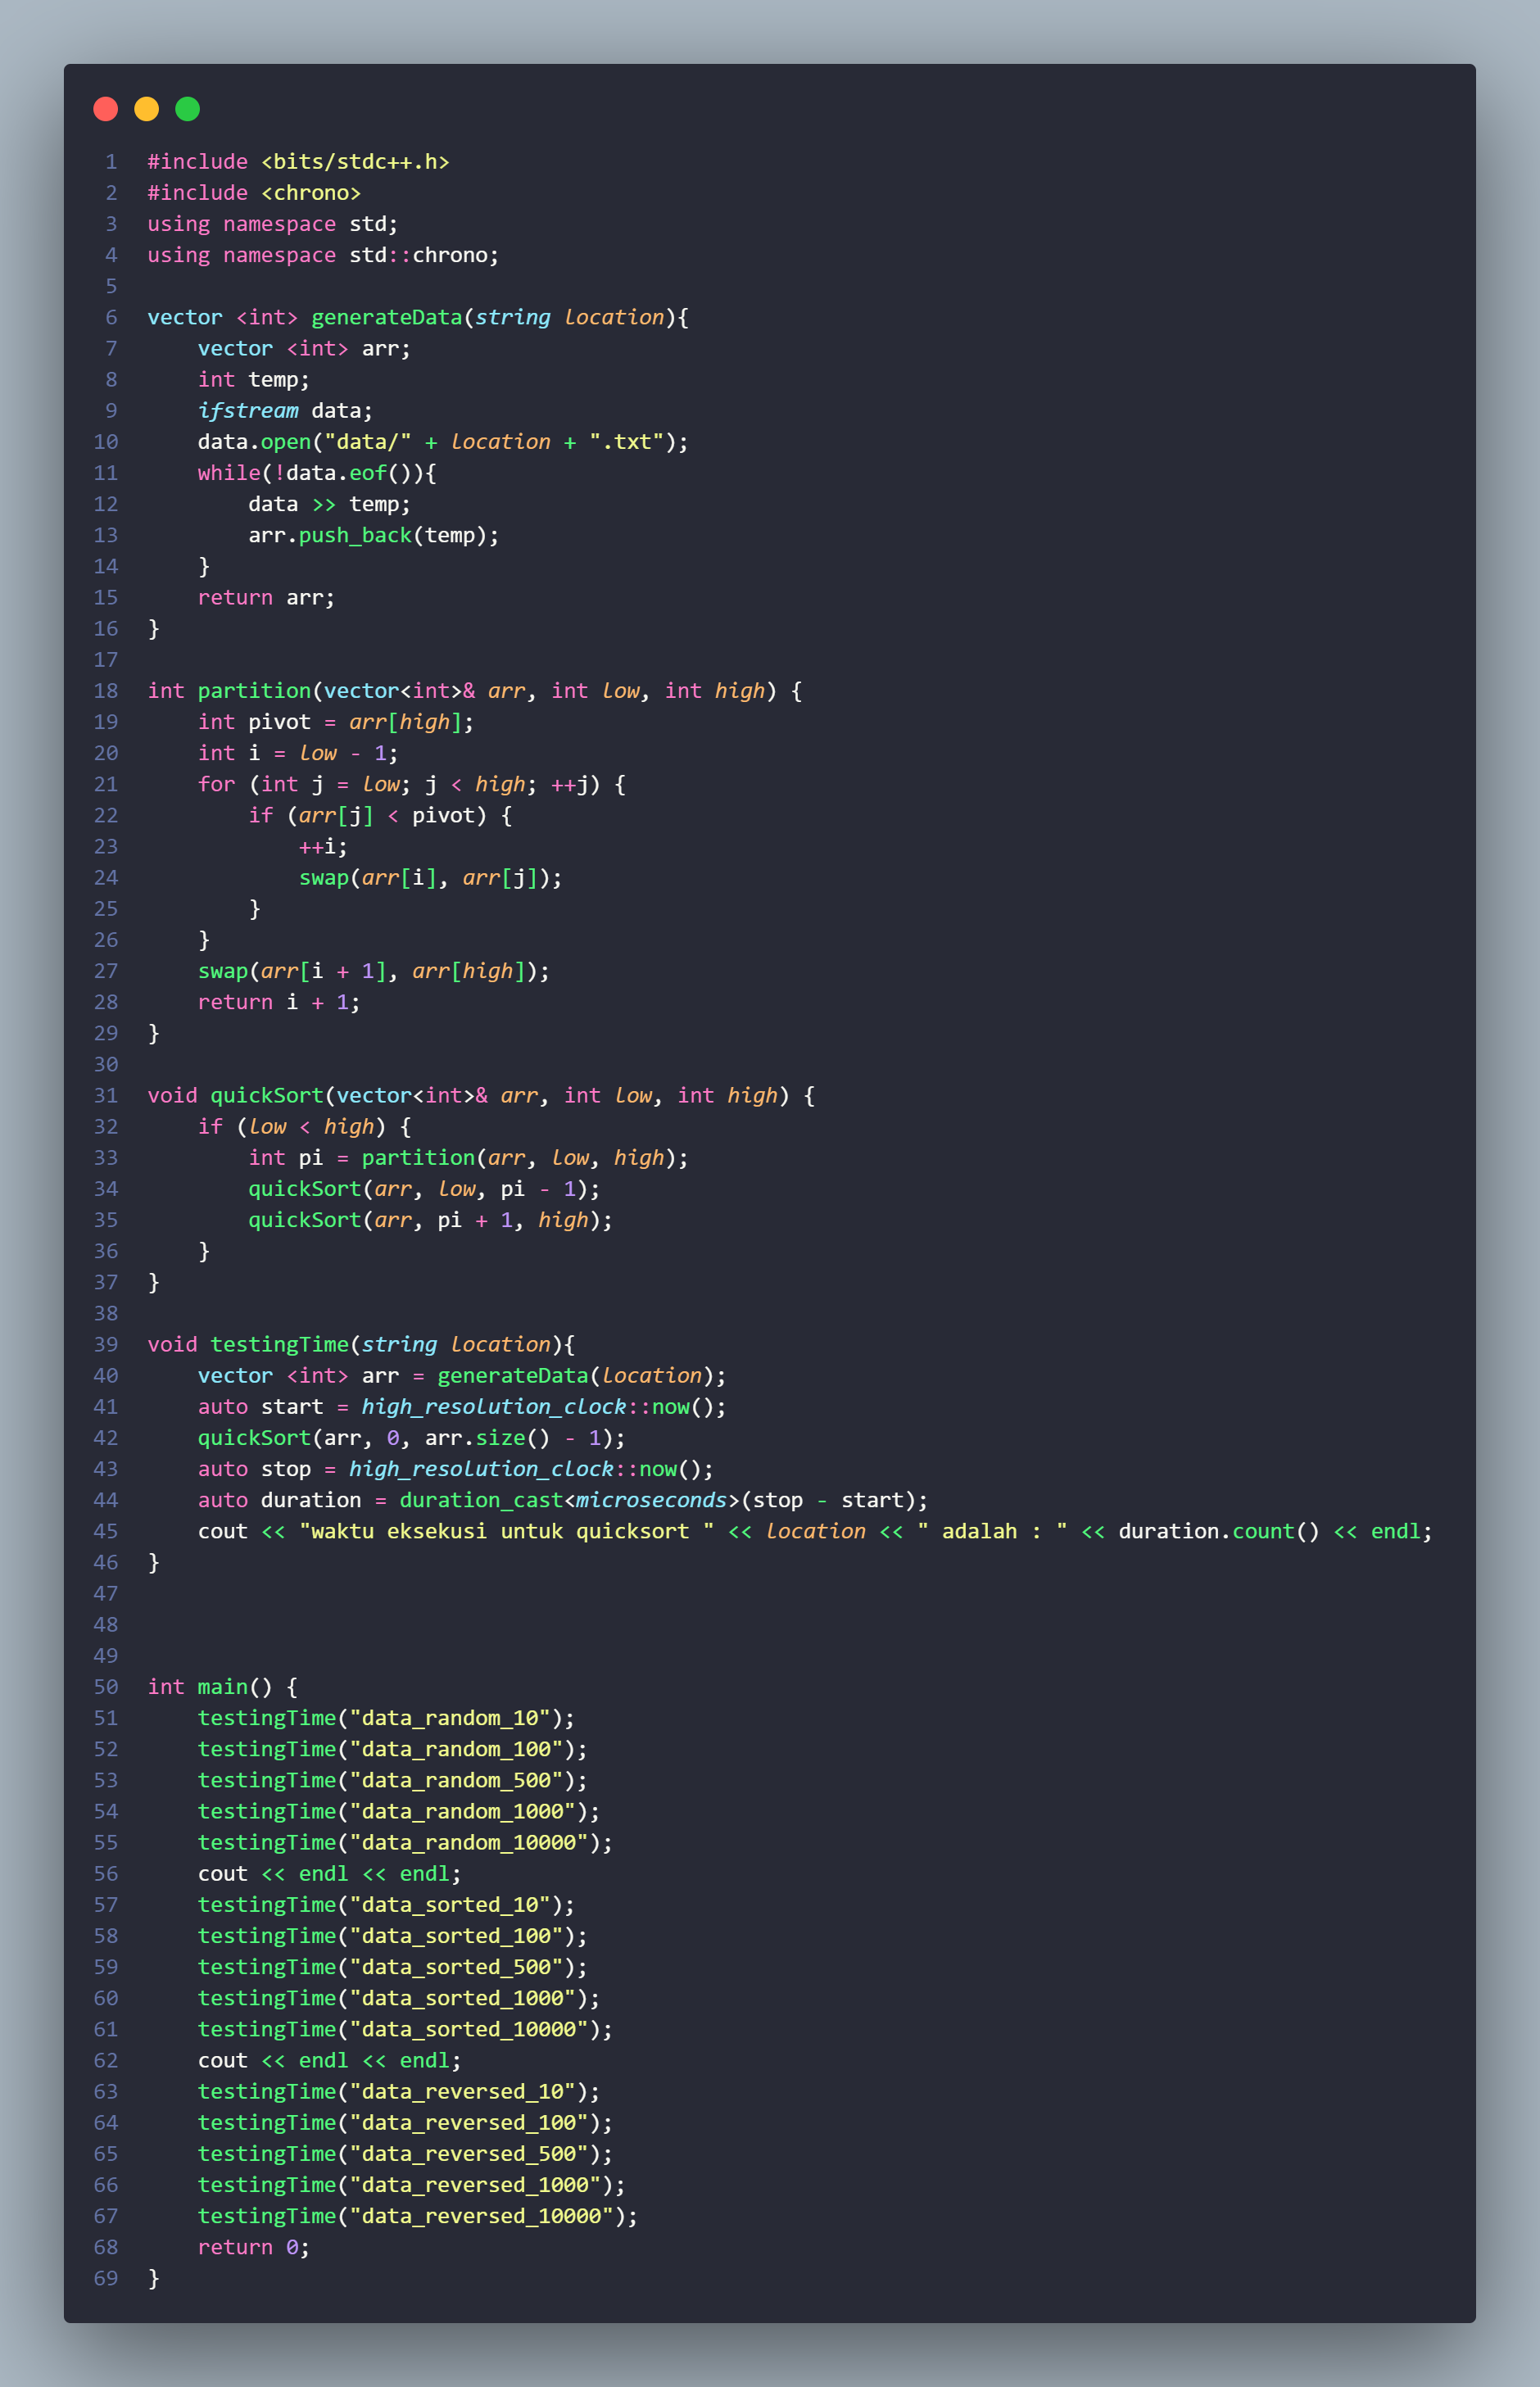 1 #include <bits/stdc++.h>
2 #include <chrono>
3 using namespace std;
4 using namespace std::chrono;
5
6 vector <int> generateData(string location){
7     vector <int> arr;
8     int temp;
9     ifstream data;
10     data.open("data/" + location + ".txt");
11     while(!data.eof()){
12         data >> temp;
13         arr.push_back(temp);
14     }
15     return arr;
16 }
17
18 int partition(vector<int>& arr, int low, int high) {
19     int pivot = arr[high];
20     int i = low - 1;
21     for (int j = low; j < high; ++j) {
22         if (arr[j] < pivot) {
23             ++i;
24             swap(arr[i], arr[j]);
25         }
26     }
27     swap(arr[i + 1], arr[high]);
28     return i + 1;
29 }
30
31 void quickSort(vector<int>& arr, int low, int high) {
32     if (low < high) {
33         int pi = partition(arr, low, high);
34         quickSort(arr, low, pi - 1);
35         quickSort(arr, pi + 1, high);
36     }
37 }
38
39 void testingTime(string location){
40     vector <int> arr = generateData(location);
41     auto start = high_resolution_clock::now();
42     quickSort(arr, 0, arr.size() - 1);
43     auto stop = high_resolution_clock::now();
44     auto duration = duration_cast<microseconds>(stop - start);
45     cout << "waktu eksekusi untuk quicksort " << location << " adalah : " << duration.count() << endl;
46 }
47
48
49
50 int main() {
51     testingTime("data_random_10");
52     testingTime("data_random_100");
53     testingTime("data_random_500");
54     testingTime("data_random_1000");
55     testingTime("data_random_10000");
56     cout << endl << endl;
57     testingTime("data_sorted_10");
58     testingTime("data_sorted_100");
59     testingTime("data_sorted_500");
60     testingTime("data_sorted_1000");
61     testingTime("data_sorted_10000");
62     cout << endl << endl;
63     testingTime("data_reversed_10");
64     testingTime("data_reversed_100");
65     testingTime("data_reversed_500");
66     testingTime("data_reversed_1000");
67     testingTime("data_reversed_10000");
68     return 0;
69 }